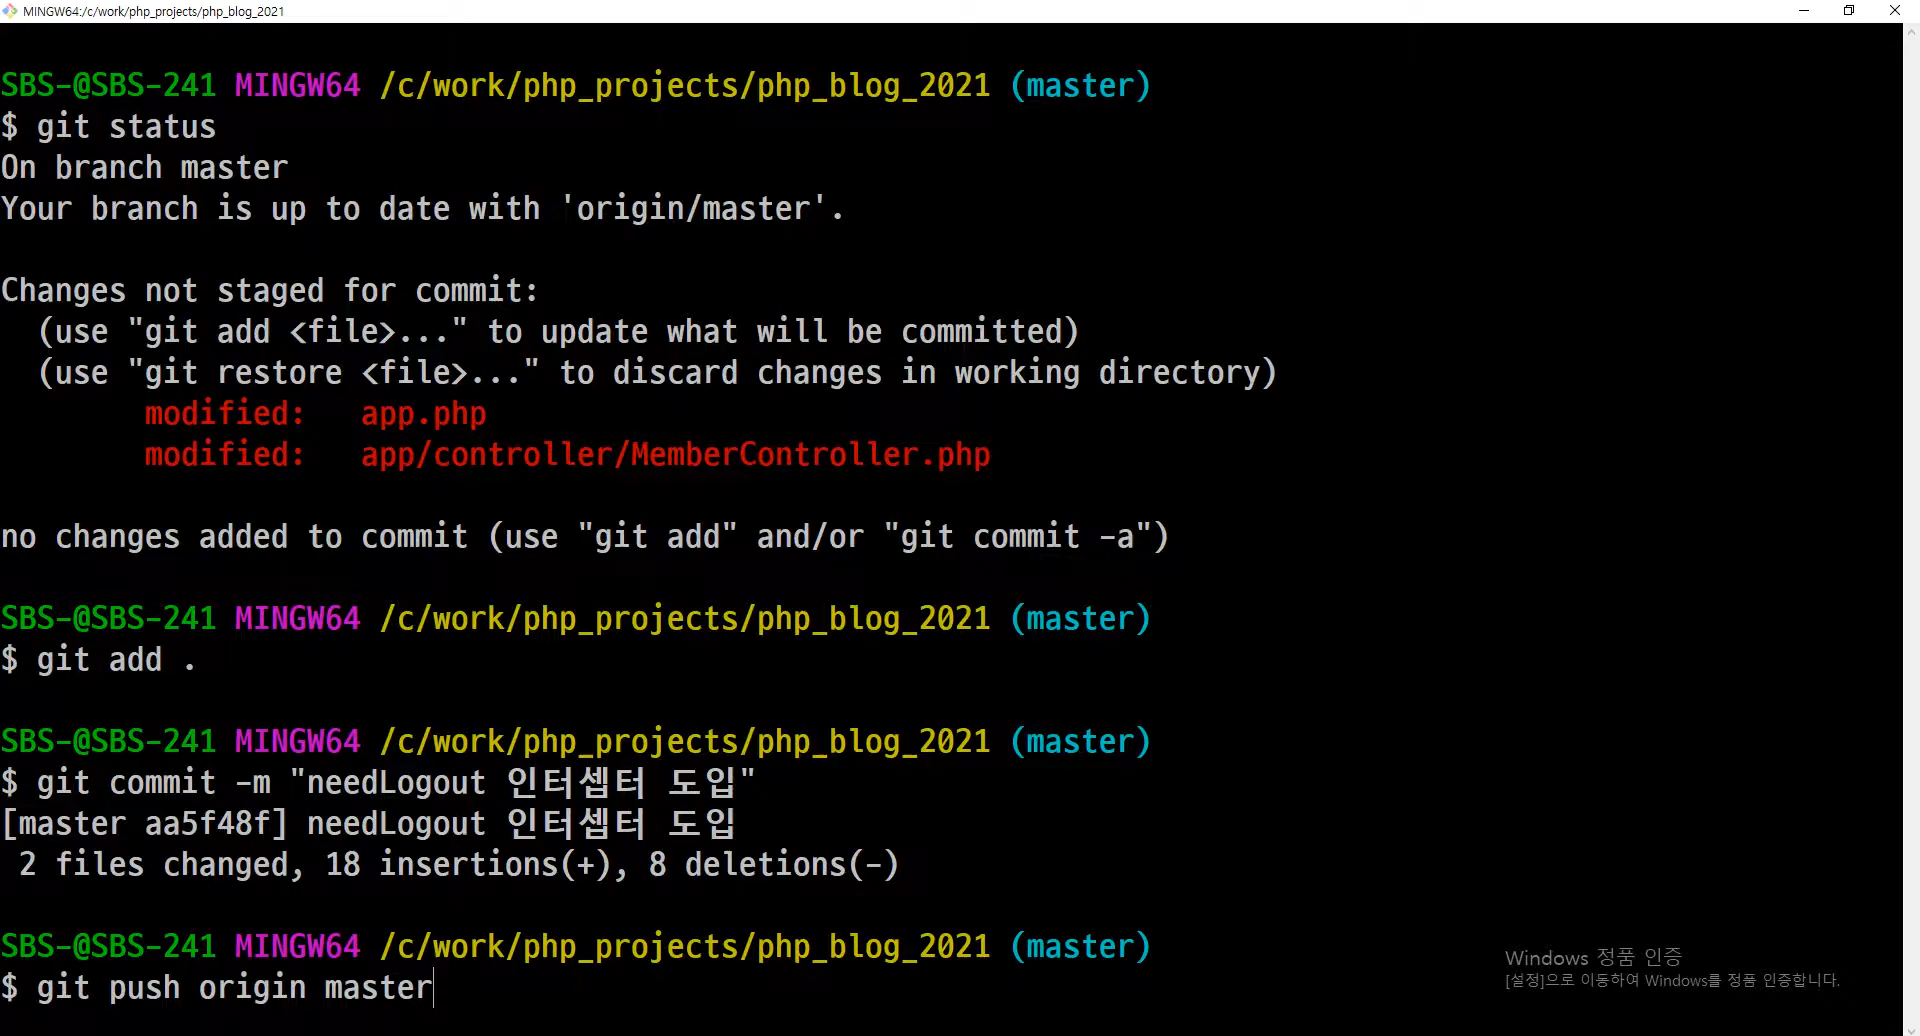 MINGW64:/c/work/php_projects/php_blog_2021
SBS-@SBS-241 MINGW64 /c/work/php_projects/php_blog_2021 (master)
$ git status
On branch master
Your branch is up to date with 'origin/master'.
Changes not staged for commit:
  (use "git add <file>..." to update what will be committed)
  (use "git restore <file>..." to discard changes in working directory)
        modified:   app.php
        modified:   app/controller/MemberController.php
no changes added to commit (use "git add" and/or "git commit -a")
SBS-@SBS-241 MINGW64 /c/work/php_projects/php_blog_2021 (master)
$ git add .
SBS-@SBS-241 MINGW64 /c/work/php_projects/php_blog_2021 (master)
$ git commit -m "needLogout 인터셉터 도입"
[master aa5f48f] needLogout 인터셉터 도입
 2 files changed, 18 insertions(+), 8 deletions(-)
SBS-@SBS-241 MINGW64 /c/work/php_projects/php_blog_2021 (master)
$ git push origin master
Windows 정품 인증
[설정]으로 이동하여 Windows를 정품 인증합니다.